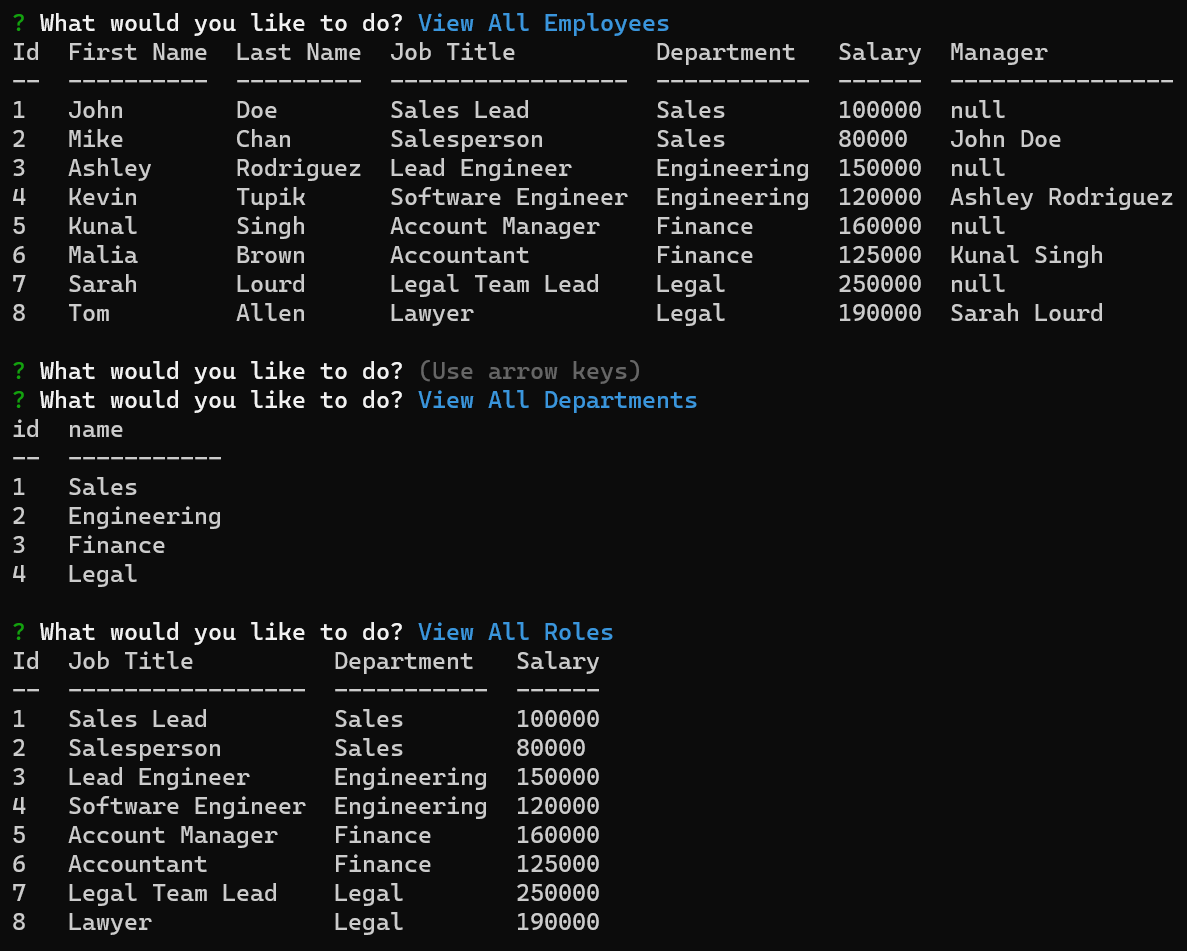 ? What would you like to do? View All Employees
Id  First Name  Last Name  Job Title          Department   Salary  Manager
--  ----------  ---------  -----------------  -----------  ------  ----------------
1   John        Doe        Sales Lead         Sales        100000  null
2   Mike        Chan       Salesperson        Sales        80000   John Doe
3   Ashley      Rodriguez  Lead Engineer      Engineering  150000  null
4   Kevin       Tupik      Software Engineer  Engineering  120000  Ashley Rodriguez
5   Kunal       Singh      Account Manager    Finance      160000  null
6   Malia       Brown      Accountant         Finance      125000  Kunal Singh
7   Sarah       Lourd      Legal Team Lead    Legal        250000  null
8   Tom         Allen      Lawyer             Legal        190000  Sarah Lourd

? What would you like to do? (Use arrow keys)
? What would you like to do? View All Departments
id  name
--  -----------
1   Sales
2   Engineering
3   Finance
4   Legal

? What would you like to do? View All Roles
Id  Job Title          Department   Salary
--  -----------------  -----------  ------
1   Sales Lead         Sales        100000
2   Salesperson        Sales        80000
3   Lead Engineer      Engineering  150000
4   Software Engineer  Engineering  120000
5   Account Manager    Finance      160000
6   Accountant         Finance      125000
7   Legal Team Lead    Legal        250000
8   Lawyer             Legal        190000